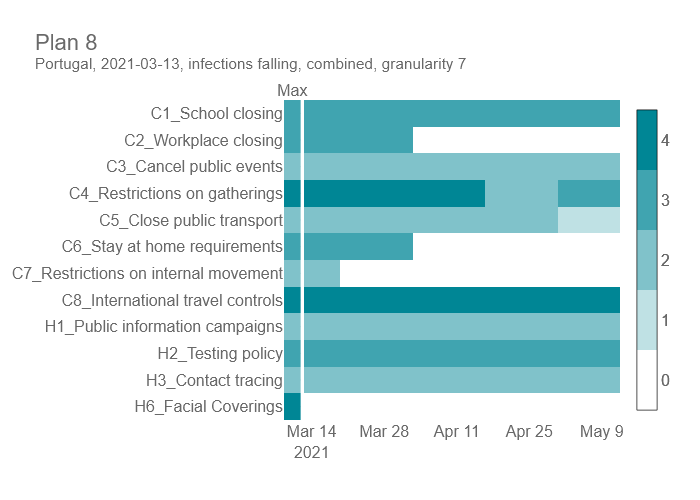 Plan 8
Portugal, 2021-03-13, infections falling, combined, granularity 7
Max
C1_School closing
C2_Workplace closing
C3_Cancel public events
C4_Restrictions on gatherings
C5_Close public transport
C6_Stay at home requirements
C7_Restrictions on internal movement
C8_International travel controls
H1_Public information campaigns
H2_Testing policy
H3_Contact tracing
H6_Facial Coverings
Mar 14 Mar 28 Apr 11 Apr 25 May 9
2021
4
3
2
1
0